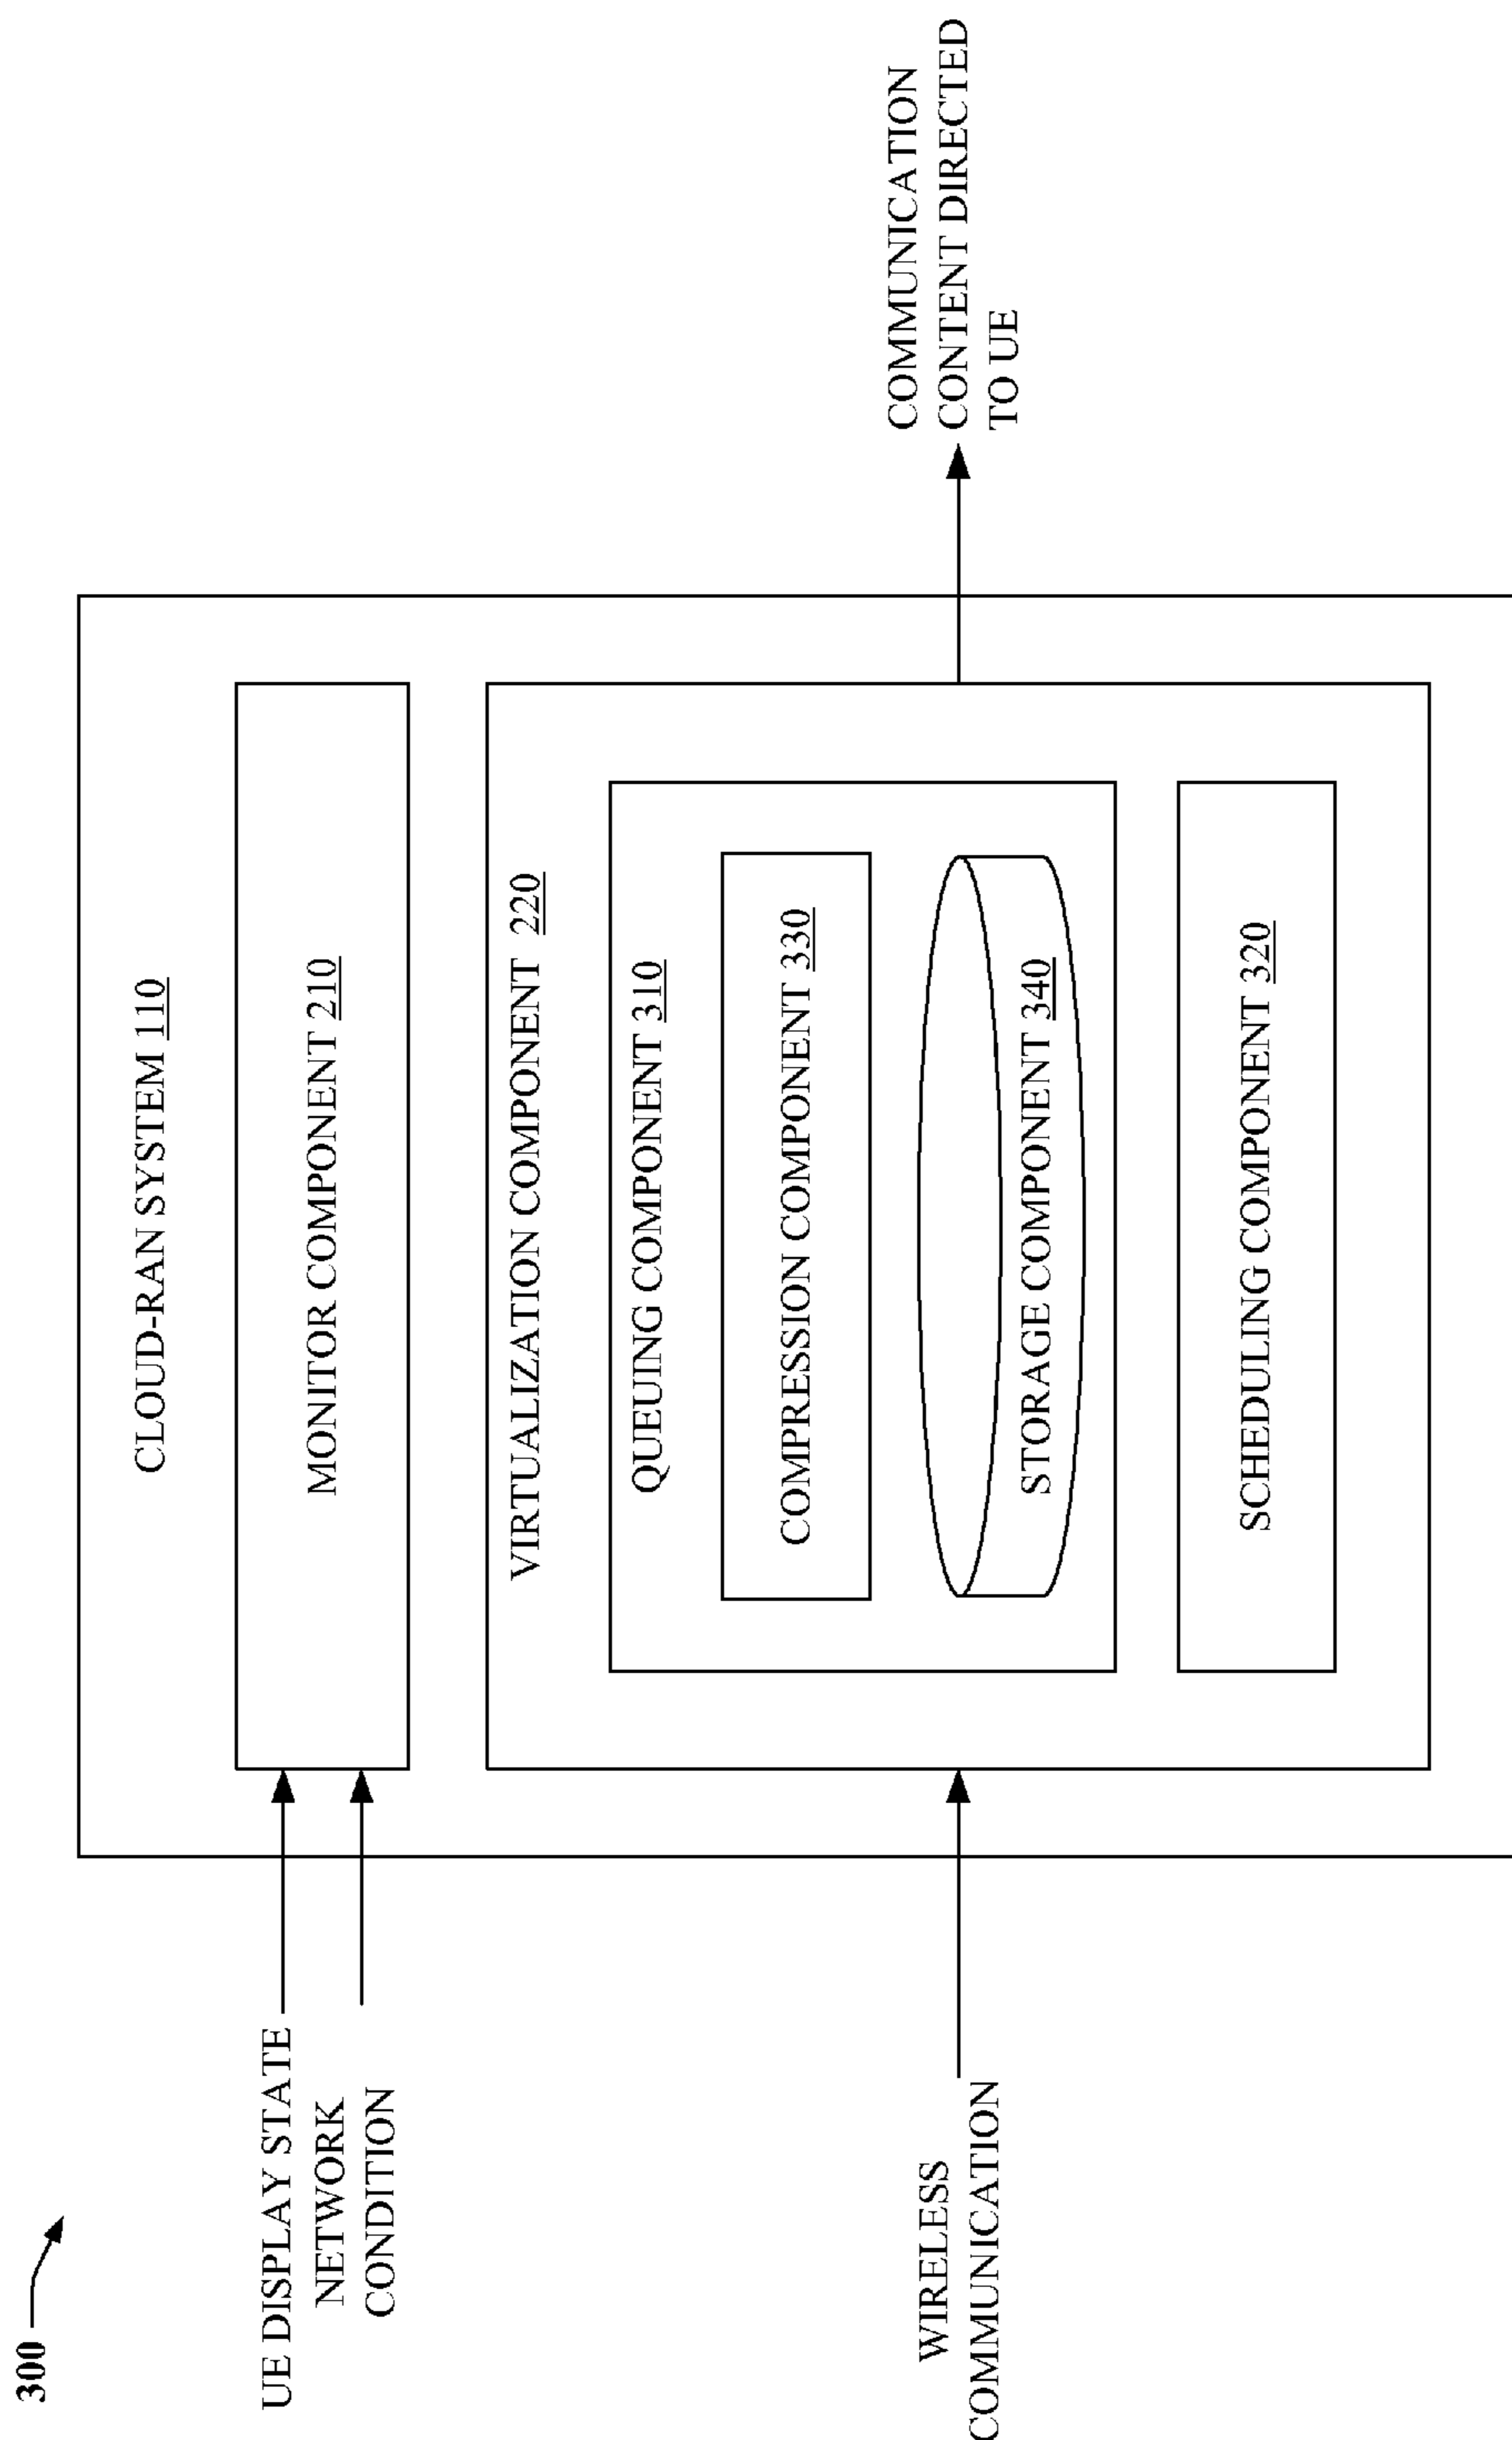 300
CLOUD-RAN SYSTEM 110
UE DISPLAY STATE
NETWORK
CONDITION
MONITOR COMPONENT 210
VIRTUALIZATION COMPONENT 220
QUEUING COMPONENT 310
COMPRESSION COMPONENT 330
WIRELESS
COMMUNICATION
STORAGE COMPONENT 340
COMMUNICATION
CONTENT DIRECTED
TO UE
SCHEDULING COMPONENT 320